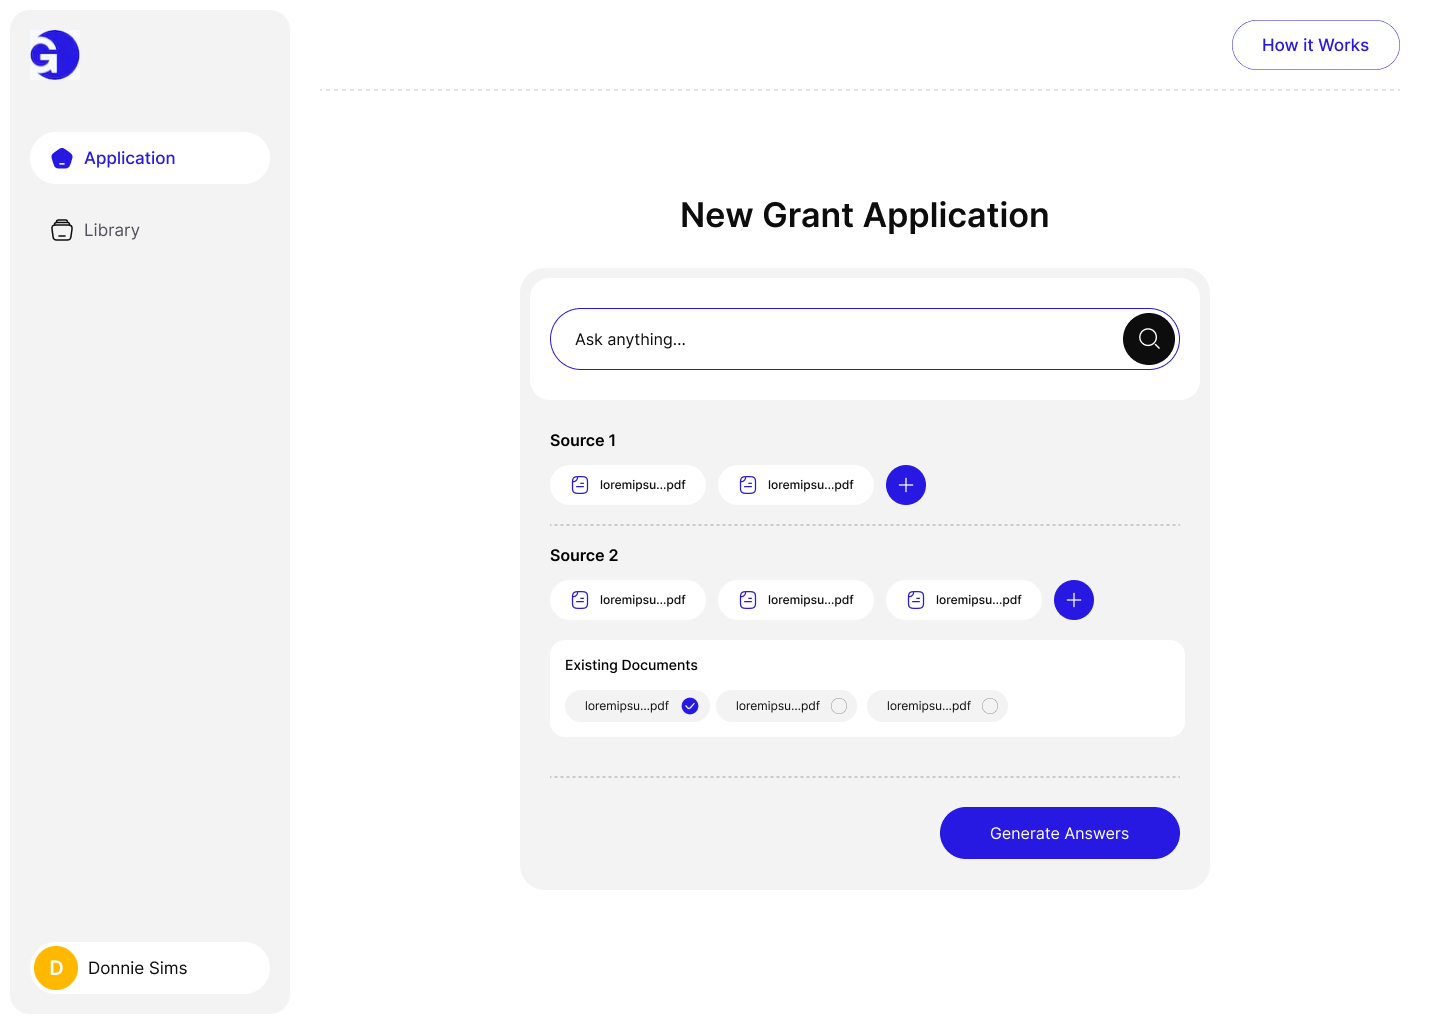 G
How it Works
Application
Library
New Grant Application
Ask anything...
Source 1
loremipsu...pdf loremipsu...pdf
Source 2
loremipsu...pdf loremipsu...pdf loremipsu...pdf
Existing Documents
loremipsu...pdf loremipsu...pdf loremipsu...pdf
Generate Answers
D Donnie Sims